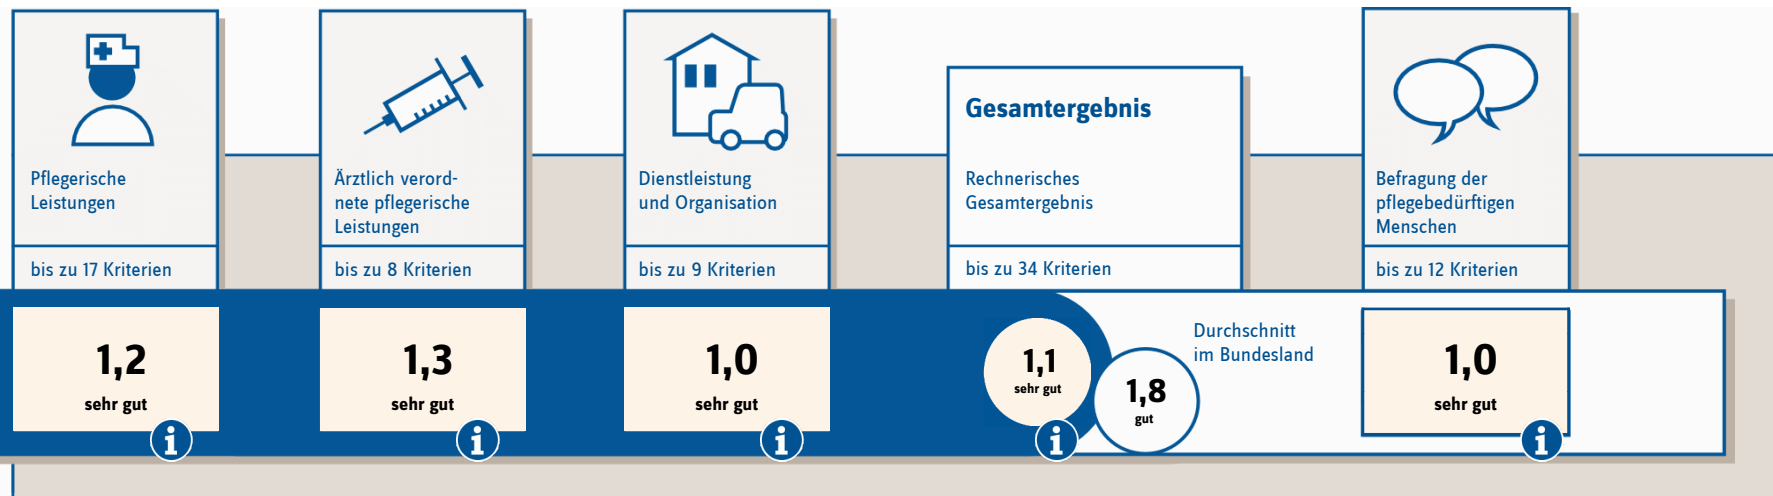 Pflegerische
Leistungen
bis zu 17 Kriterien
1,2
sehr gut
i
Ärztlich verord-
nete pflegerische
Leistungen
bis zu 8 Kriterien
1,3
sehr gut
i
Dienstleistung
und Organisation
bis zu 9 Kriterien
1,0
sehr gut
i
Gesamtergebnis
Rechnerisches
Gesamtergebnis
bis zu 34 Kriterien
1,1
sehr gut
i
1,8
gut
Durchschnitt
im Bundesland
Befragung der
pflegebedürftigen
Menschen
bis zu 12 Kriterien
1,0
sehr gut
i